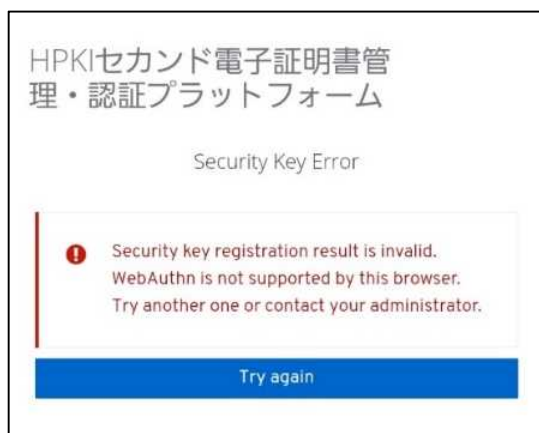 HPKIセカンド電子証明書管
理・認証プラットフォーム
Security Key Error
Security key registration result is invalid.
WebAuthn is not supported by this browser.
Try another one or contact your administrator.
Try again